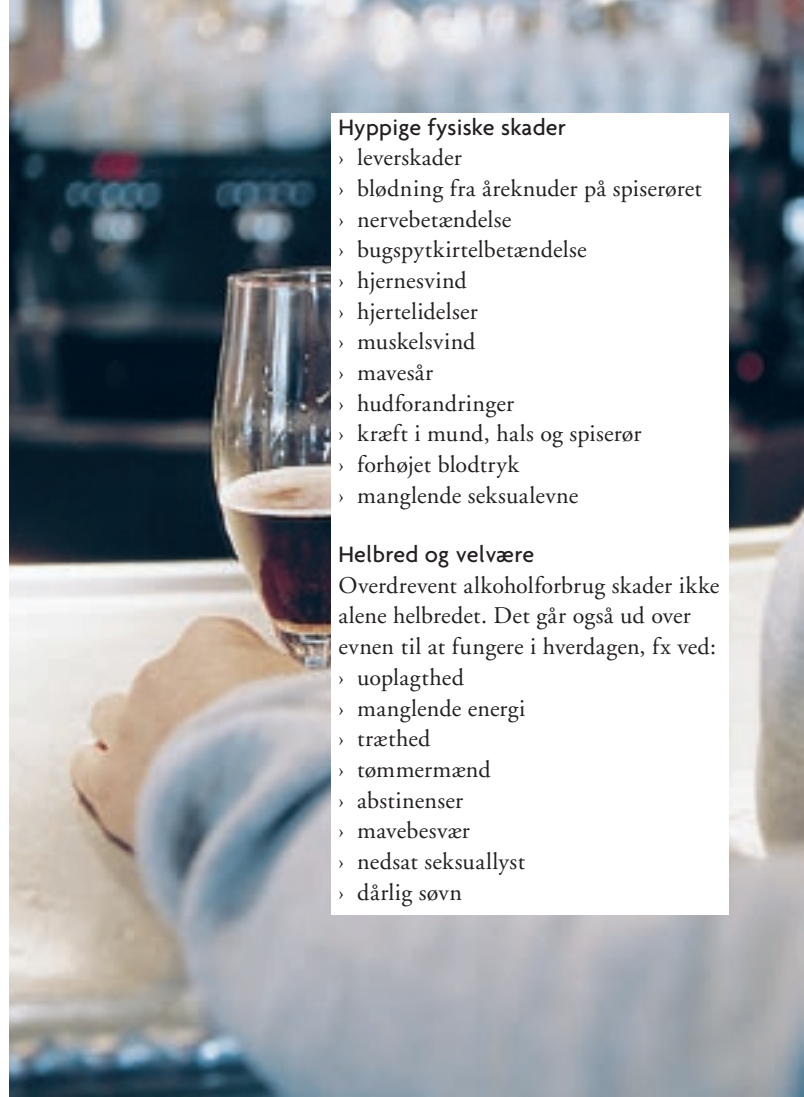 Hyppige fysiske skader
› leverskader
› blødning fra åreknuder på spiserøret
› nervebetændelse
› bugspytkirtelbetændelse
› hjernesvind
› hjertelidelser
› muskelsvind
› mavesår
› hudforandringer
› kræft i mund, hals og spiserør
› forhøjet blodtryk
› manglende seksualevne
Helbred og velvære
Overdrevent alkoholforbrug skader ikke
alene helbredet. Det går også ud over
evnen til at fungere i hverdagen, fx ved:
› uoplagthed
› manglende energi
› træthed
› tømmermænd
› abstinenser
› mavebesvær
› nedsat seksuallyst
› dårlig søvn